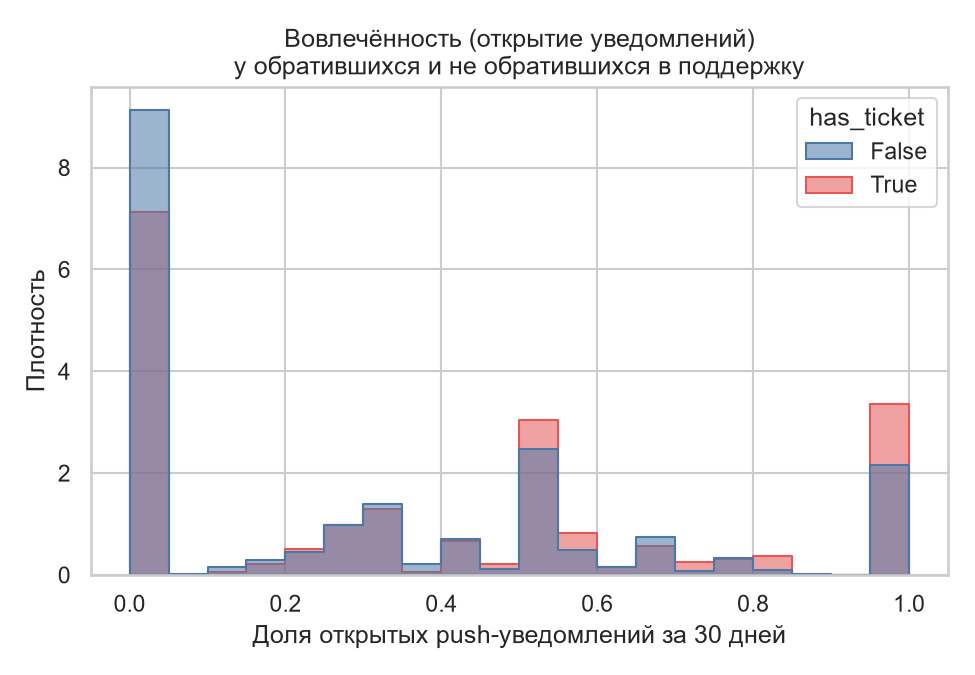 Вовлечённость (открытие уведомлений)
у обратившихся и не обратившихся в поддержку
has_ticket
False
True
Плотность
8
6
4
2
0
0.0 0.2 0.4 0.6 0.8 1.0
Доля открытых push-уведомлений за 30 дней